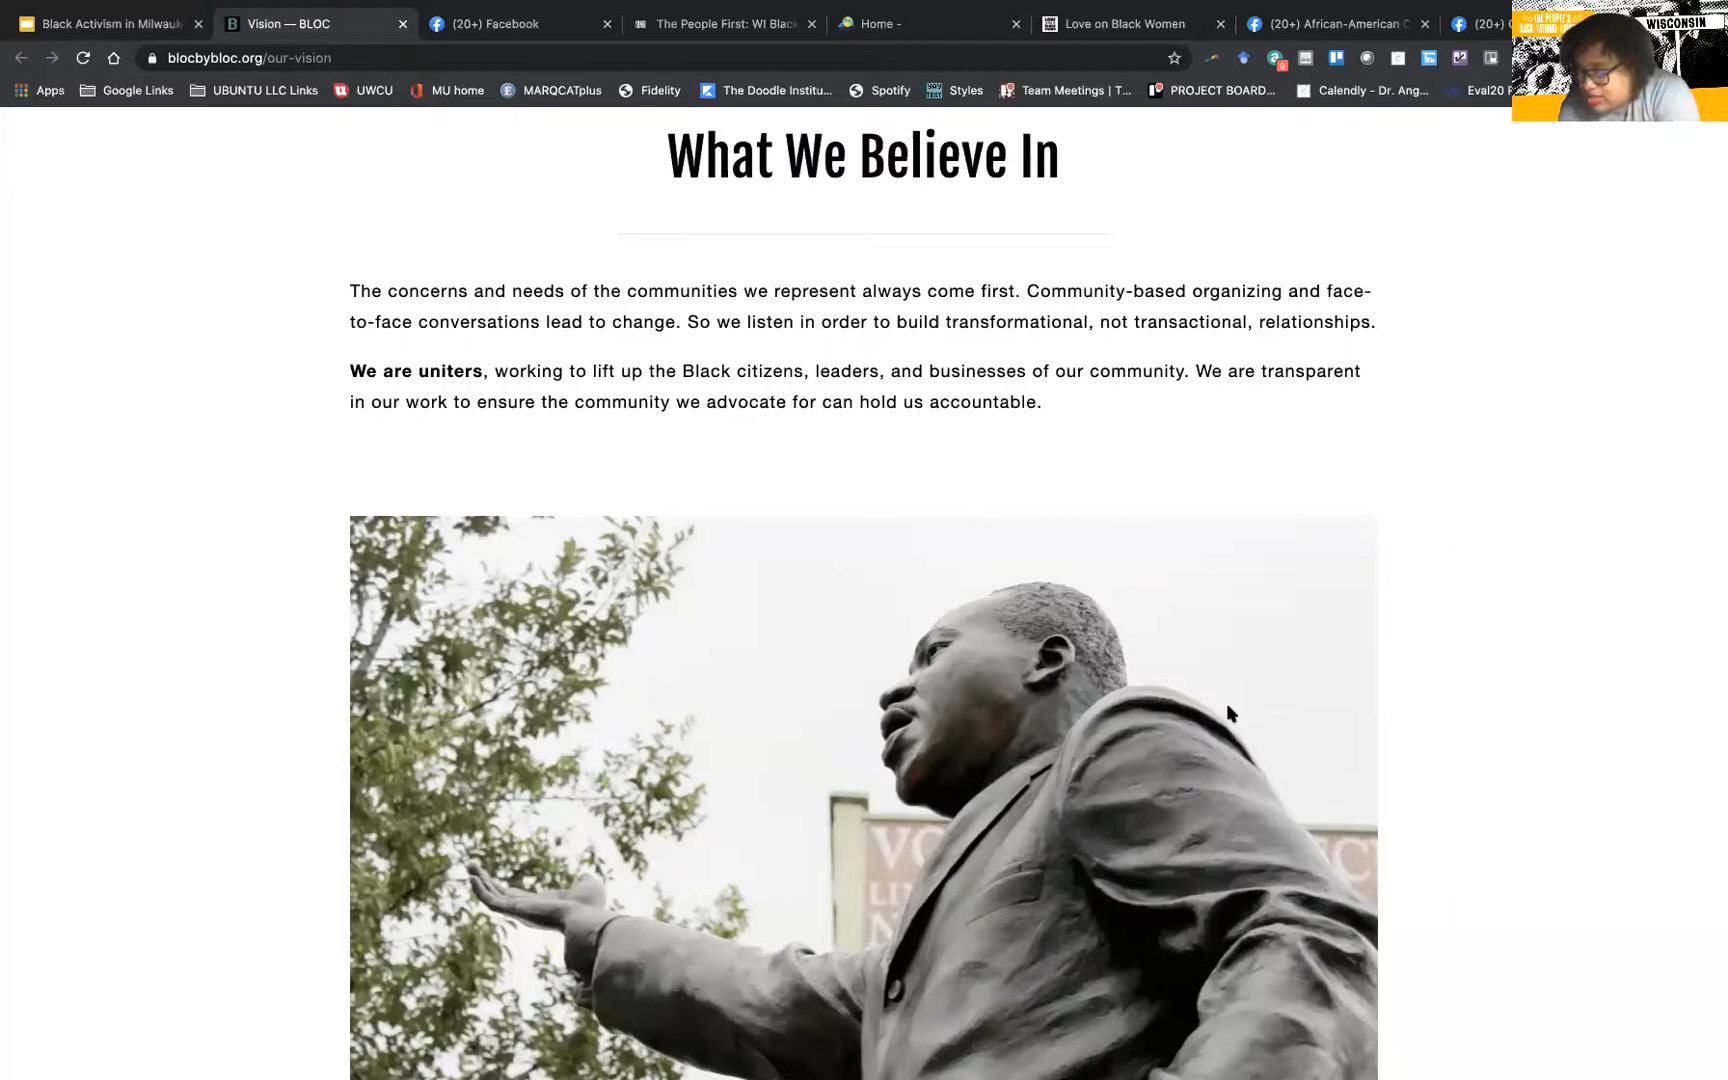 Black Activism in Milwauk
Vision — BLOC
(20+) Facebook
The People First: WI Black
Home -
Love on Black Women
(20+) African-American C
(20+)
blocbybloc.org/our-vision
Apps
Google Links
UBUNTU LLC Links
UWCU
MU home
MARQCATplus
Fidelity
The Doodle Institu...
Spotify
Styles
Team Meetings | T...
PROJECT BOARD...
Calendly - Dr. Ang...
Eval20
WISCONSIN
What We Believe In
The concerns and needs of the communities we represent always come first. Community-based organizing and face-
to-face conversations lead to change. So we listen in order to build transformational, not transactional, relationships.
We are uniters, working to lift up the Black citizens, leaders, and businesses of our community. We are transparent
in our work to ensure the community we advocate for can hold us accountable.